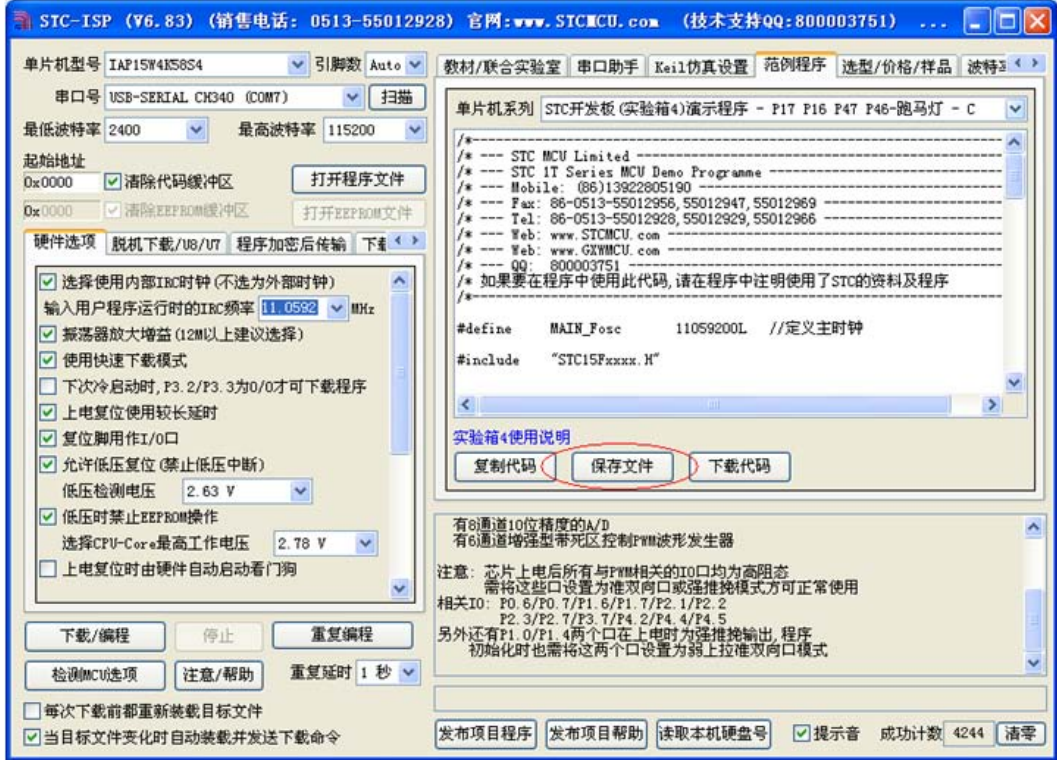 STC-ISP (V6.83) (销售电话: 0513-55012928) 官网:www.STCMCU.com (技术支持QQ:800003751) ...
单片机型号 IAP15W4K58S4 引脚数 Auto
串口号 USB-SERIAL CH340 (COM7) 扫描
最低波特率 2400 最高波特率 115200
起始地址
0x0000 清除代码缓冲区 打开程序文件
0x0000 清除EEPROM缓冲区 打开EEPROM文件
硬件选项 脱机下载/U8/U7 程序加密后传输 下载
选择使用内部IRC时钟(不选为外部时钟)
输入用户程序运行时的IRC频率 11.0592 MHz
振荡器放大增益(12M以上建议选择)
使用快速下载模式
下次冷启动时,P3.2/P3.3为0/0才可下载程序
上电复位使用较长延时
复位脚用作I/O口
允许低压复位(禁止低压中断)
低压检测电压 2.63 V
低压时禁止EEPROM操作
选择CPU-Core最高工作电压 2.78 V
上电复位时由硬件自动启动看门狗
下载/编程 停止 重复编程
检测MCU选项 注意/帮助 重复延时 1 秒
每次下载前都重新装载目标文件
当目标文件变化时自动装载并发送下载命令
教材/联合实验室 串口助手 Keil仿真设置 范例程序 选型/价格/样品 波特率
单片机系列 STC开发板(实验箱4)演示程序 - P17 P16 P47 P46-跑马灯 - C
/*---------------------------------------------------------------------
/* --- STC MCU Limited ------------------------------------------------
/* --- STC 1T Series MCU Demo Programme -------------------------------
/* --- Mobile: (86)13922805190 ----------------------------------------
/* --- Fax: 86-0513-55012956,55012947,55012969 ------------------------
/* --- Tel: 86-0513-55012928,55012929,55012966 ------------------------
/* --- Web: www.STCMCU.com --------------------------------------------
/* --- Web: www.GXWMCU.com --------------------------------------------
/* --- QQ: 800003751 -------------------------------------------------
/* 如果要在程序中使用此代码,请在程序中注明使用了STC的资料及程序
/*---------------------------------------------------------------------
#define MAIN_Fosc 11059200L //定义主时钟
#include "STC15Fxxxx.H"
实验箱4使用说明
复制代码 保存文件 下载代码
有8通道10位精度的A/D
有6通道增强型带死区控制PWM波形发生器
注意: 芯片上电后所有与PWM相关的IO口均为高阻态
需将这些口设置为准双向口或强推挽模式方可正常使用
相关IO: P0.6/P0.7/P1.6/P1.7/P2.1/P2.2
P2.3/P2.7/P3.7/P4.2/P4.4/P4.5
另外还有P1.0/P1.4两个口在上电时为强推挽输出,程序
初始化时也需将这两个口设置为弱上拉准双向口模式
发布项目程序 发布项目帮助 读取本机硬盘号 提示音 成功计数 4244 清零